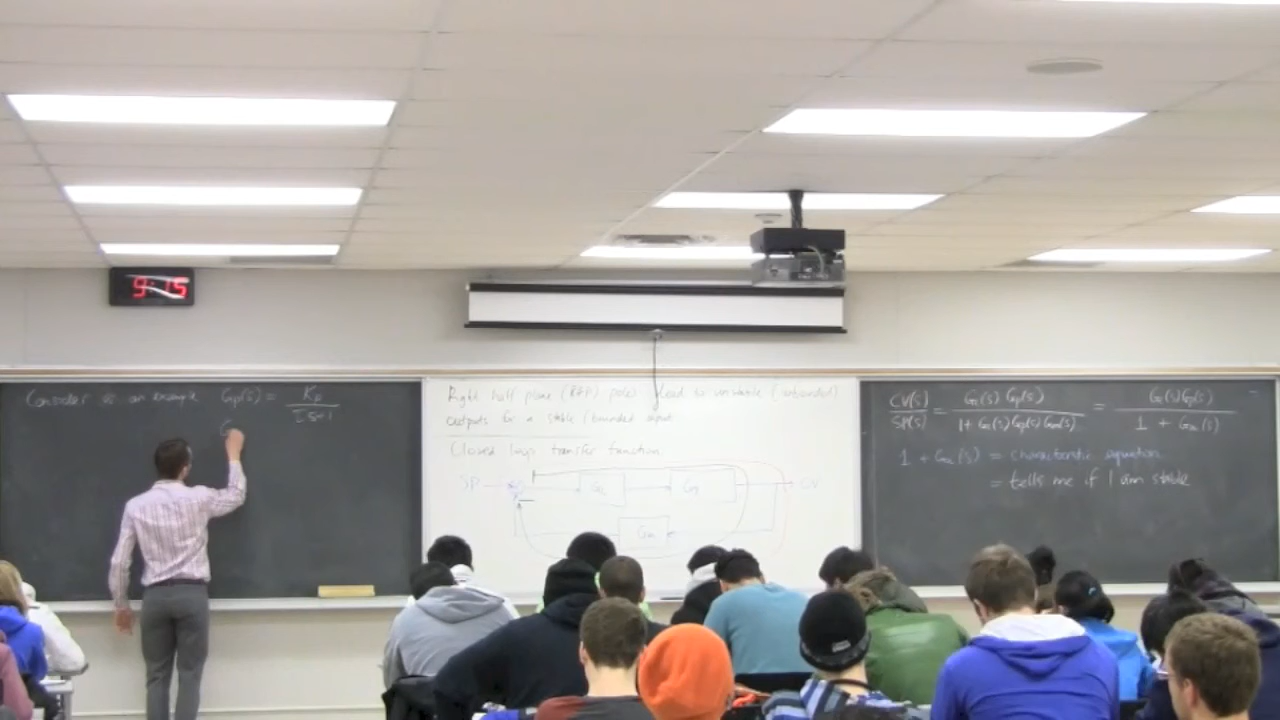 9:15
Consider as an example Gp(s) = Kp / τs-1
G
Right half plane (RHP) poles lead to unstable (unbounded)
outputs for a stable / bounded input
Closed loop transfer function
SP Gc Gp CV
Gm
CV(s) / SP(s) = Gc(s) Gp(s) / 1 + Gc(s) Gp(s) Gm(s) = Gc(s) Gp(s) / 1 + GOL(s)
1 + GOL(s) = characteristic equation
= tells me if I am stable